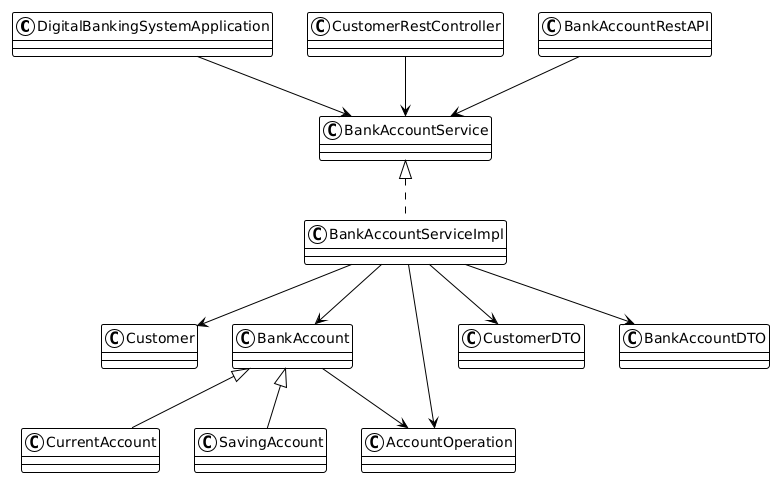 C DigitalBankingSystemApplication
C CustomerRestController
C BankAccountRestAPI
C BankAccountService
C BankAccountServiceImpl
C Customer
C BankAccount
C CustomerDTO
C BankAccountDTO
C CurrentAccount
C SavingAccount
C AccountOperation